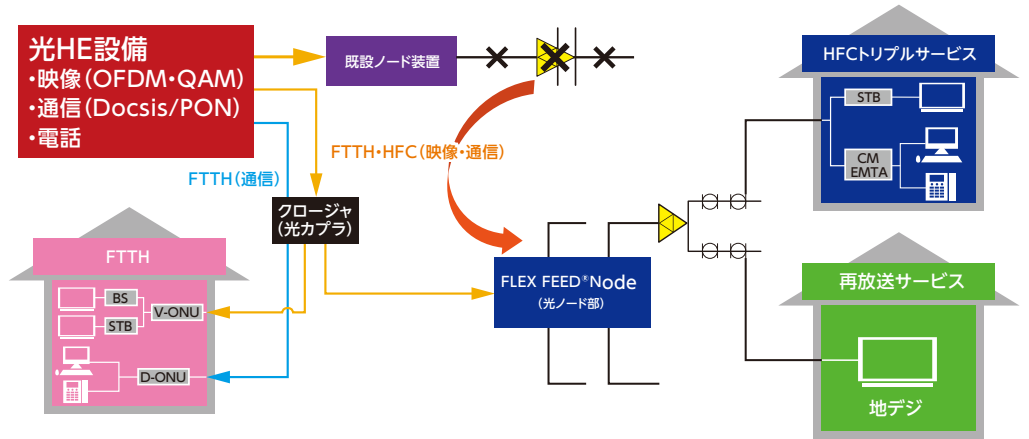 光HE設備
・映像(OFDM・QAM)
・通信(Docsis/PON)
・電話
既設ノード装置
FTTH・HFC(映像・通信)
FTTH(通信)
クロージャ
(光カプラ)
FTTH
BS
STB
V-ONU
D-ONU
FLEX FEED®Node
(光ノード部)
HFCトリプルサービス
STB
CM
EMTA
再放送サービス
地デジ